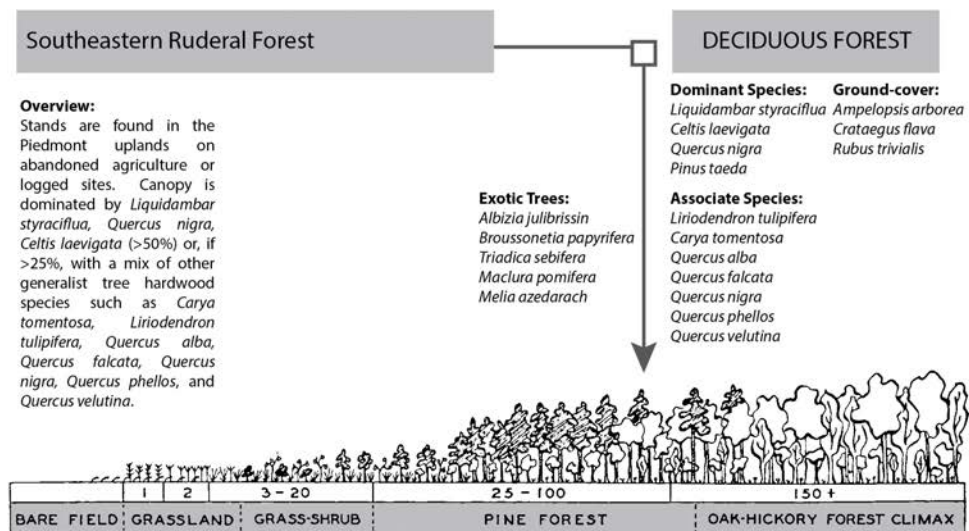 Southeastern Ruderal Forest
DECIDUOUS FOREST
Overview:
Stands are found in the
Piedmont uplands on
abandoned agriculture or
logged sites. Canopy is
dominated by Liquidambar
styraciflua, Quercus nigra,
Celtis laevigata (>50%) or, if
>25%, with a mix of other
generalist tree hardwood
species such as Carya
tomentosa, Liriodendron
tulipifera, Quercus alba,
Quercus falcata, Quercus
nigra, Quercus phellos, and
Quercus velutina.
Exotic Trees:
Albizia julibrissin
Broussonetia papyrifera
Triadica sebifera
Maclura pomifera
Melia azedarach
Dominant Species:
Liquidambar styraciflua
Celtis laevigata
Quercus nigra
Pinus taeda
Ground-cover:
Ampelopsis arborea
Crataegus flava
Rubus trivialis
Associate Species:
Liriodendron tulipifera
Carya tomentosa
Quercus alba
Quercus falcata
Quercus nigra
Quercus phellos
Quercus velutina
1 2 3 - 20 25 - 100 150 +
BARE FIELD GRASSLAND GRASS-SHRUB PINE FOREST OAK-HICKORY FOREST CLIMAX